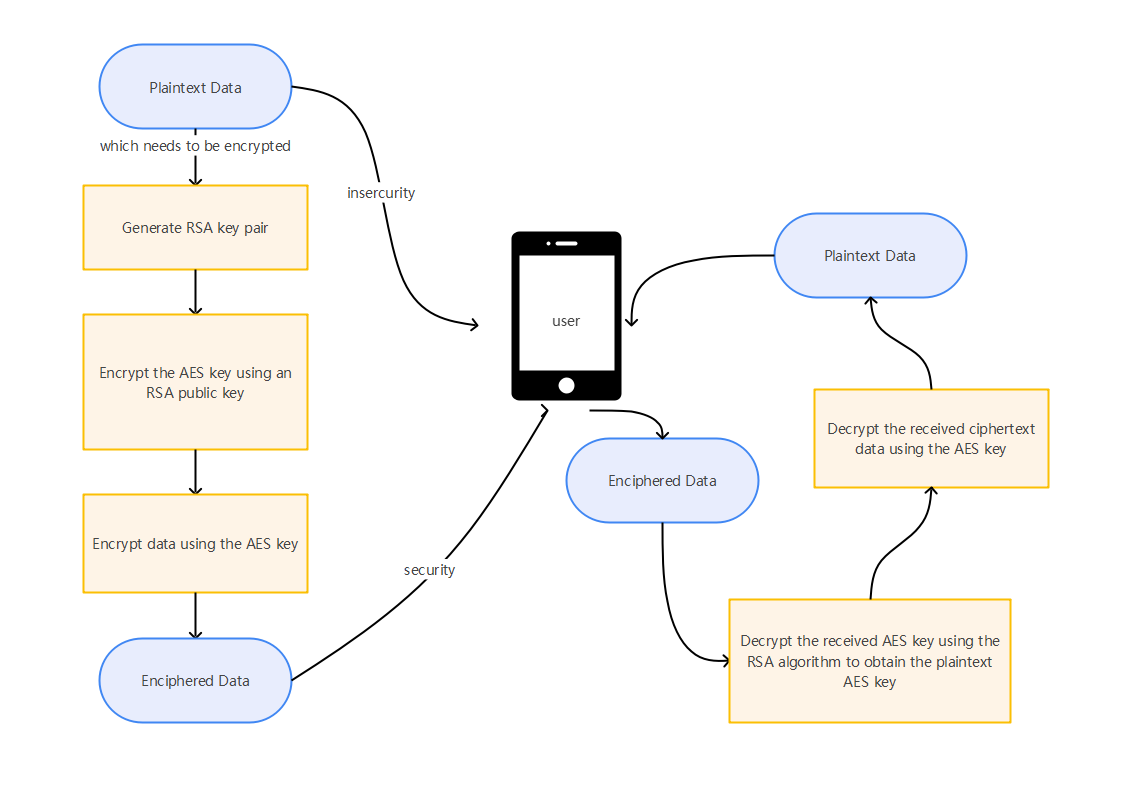 Plaintext Data
which needs to be encrypted
Generate RSA key pair
Encrypt the AES key using an
RSA public key
Encrypt data using the AES key
Enciphered Data
insercurity
security
user
Enciphered Data
Decrypt the received AES key using the
RSA algorithm to obtain the plaintext
AES key
Decrypt the received ciphertext
data using the AES key
Plaintext Data